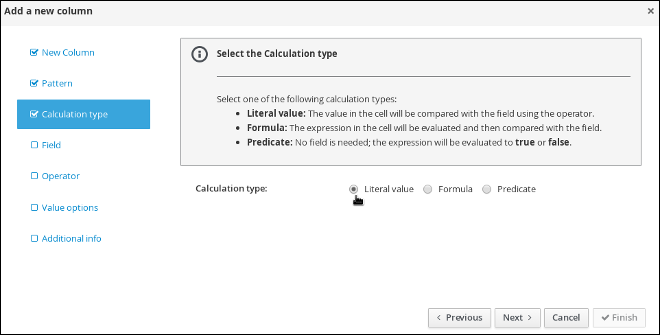 Add a new column
×
New Column
Pattern
Calculation type
Field
Operator
Value options
Additional info
Select the Calculation type
Select one of the following calculation types:
• Literal value: The value in the cell will be compared with the field using the operator.
• Formula: The expression in the cell will be evaluated and then compared with the field.
• Predicate: No field is needed; the expression will be evaluated to true or false.
Calculation type: Literal value Formula Predicate
< Previous Next > Cancel ✔ Finish